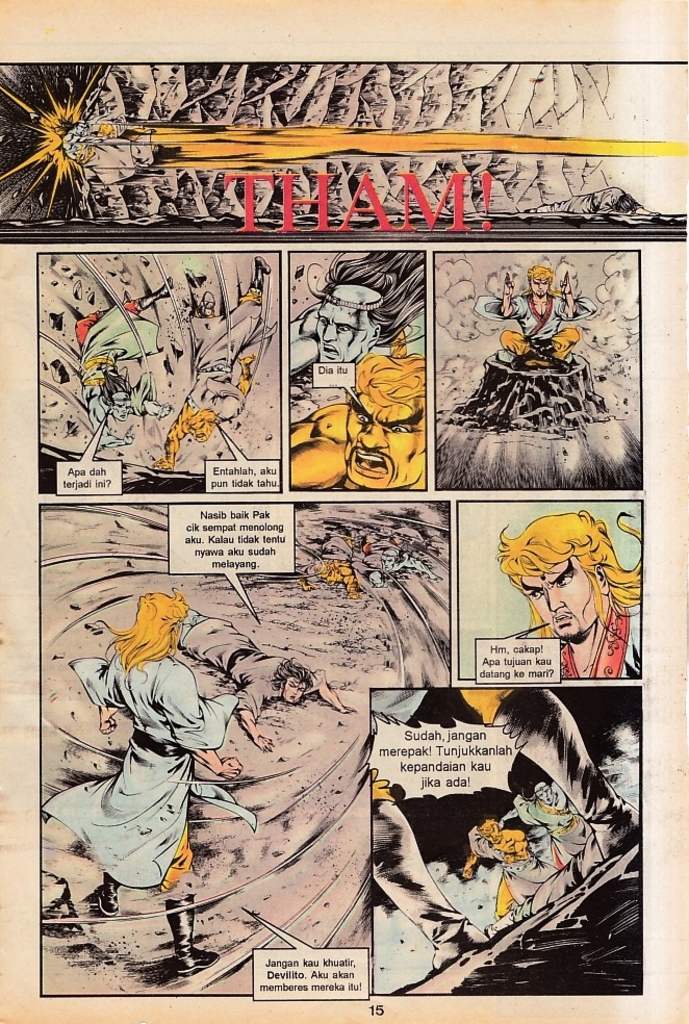 THAM!
Apa dah
terjadi ini?
Entahlah, aku
pun tidak tahu.
Dia itu ...
Nasib baik Pak
cik sempat menolong
aku. Kalau tidak tentu
nyawa aku sudah
melayang.
Hm, cakap!
Apa tujuan kau
datang ke mari?
Sudah, jangan
merepak! Tunjukkanlah
kepandaian kau
jika ada!
Jangan kau khuatir,
Devilito. Aku akan
memberes mereka itu!
15